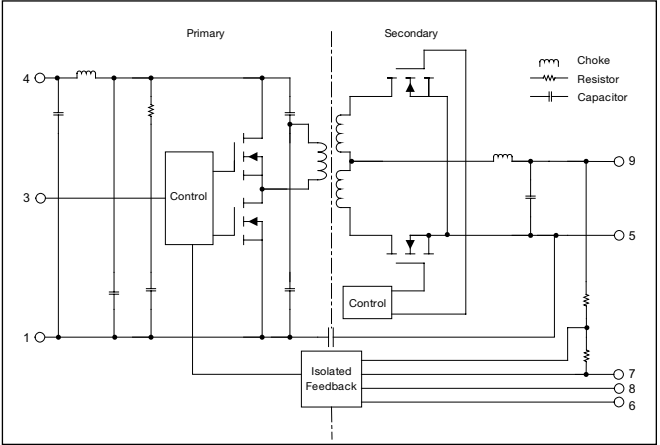 Primary
Secondary
Choke
Resistor
Capacitor
4
3
1
Control
Control
Isolated
Feedback
9
5
7
8
6